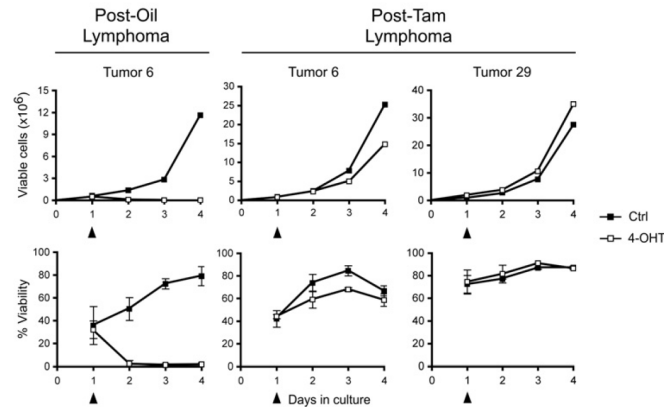 Post-Oil
Lymphoma
Post-Tam
Lymphoma
Tumor 6
Tumor 6
Tumor 29
Viable cells (x10⁶)
15
12
9
6
3
0
0 1 2 3 4
30
25
20
15
10
5
0
0 1 2 3 4
40
30
20
10
0
0 1 2 3 4
Ctrl
4-OHT
% Viability
100
80
60
40
20
0
0 1 2 3 4
100
80
60
40
20
0
0 1 2 3 4
100
80
60
40
20
0
0 1 2 3 4
Days in culture